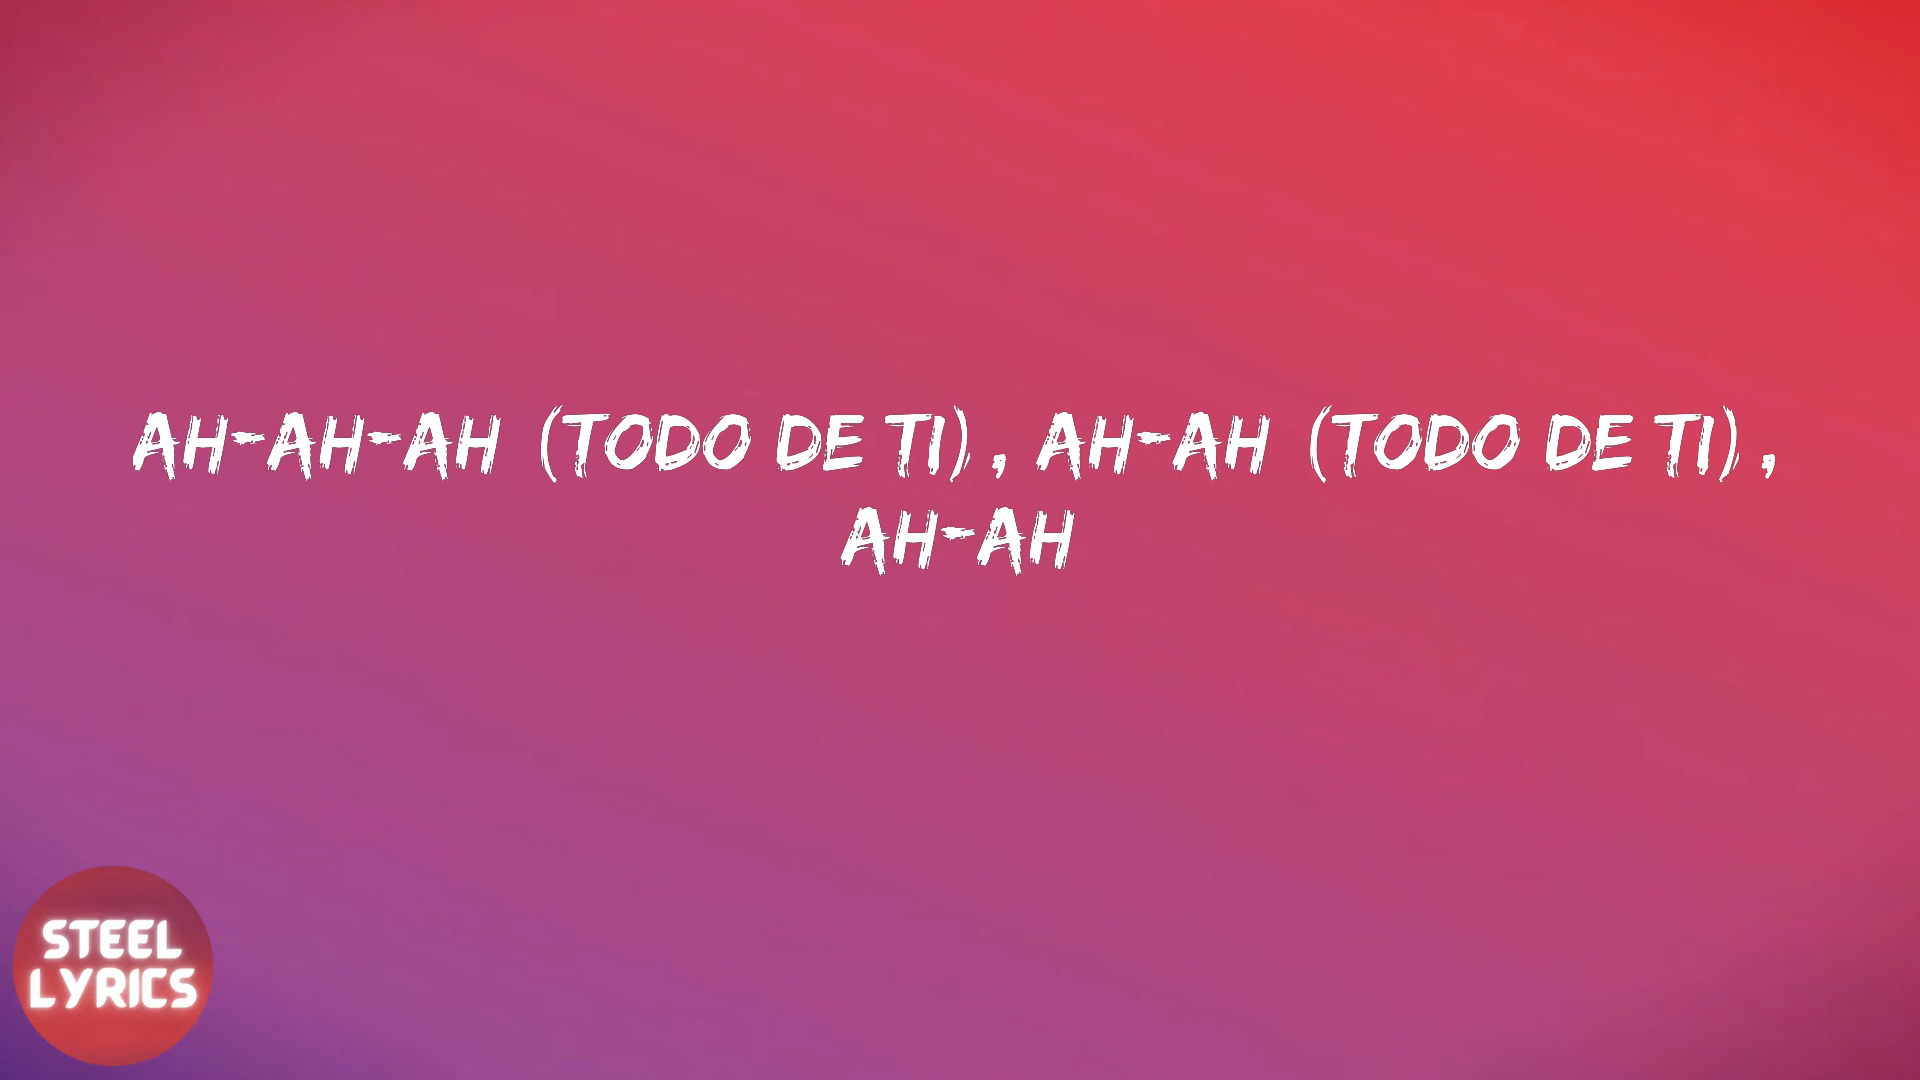 AH-AH-AH (TODO DE TI), AH-AH (TODO DE TI),
AH-AH
STEEL
LYRICS